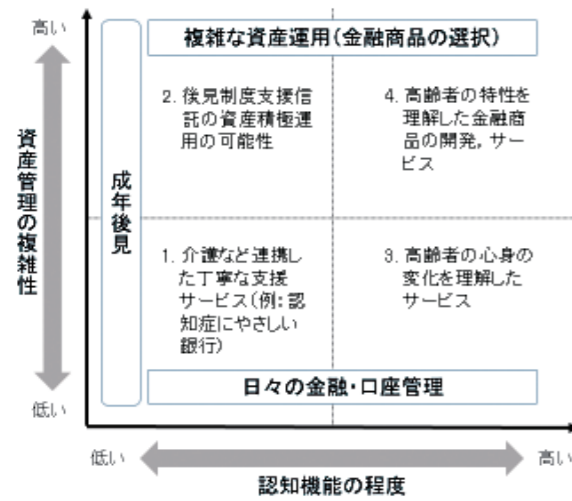 高い
複雑な資産運用(金融商品の選択)
2. 後見制度支援信
託の資産積極運
用の可能性
4. 高齢者の特性を
理解した金融商
品の開発，サー
ビス
資産管理の複雑性
成年後見
1. 介護など連携し
た丁寧な支援
サービス(例：認
知症にやさしい
銀行)
3. 高齢者の心身の
変化を理解した
サービス
日々の金融・口座管理
低い
低い
高い
認知機能の程度